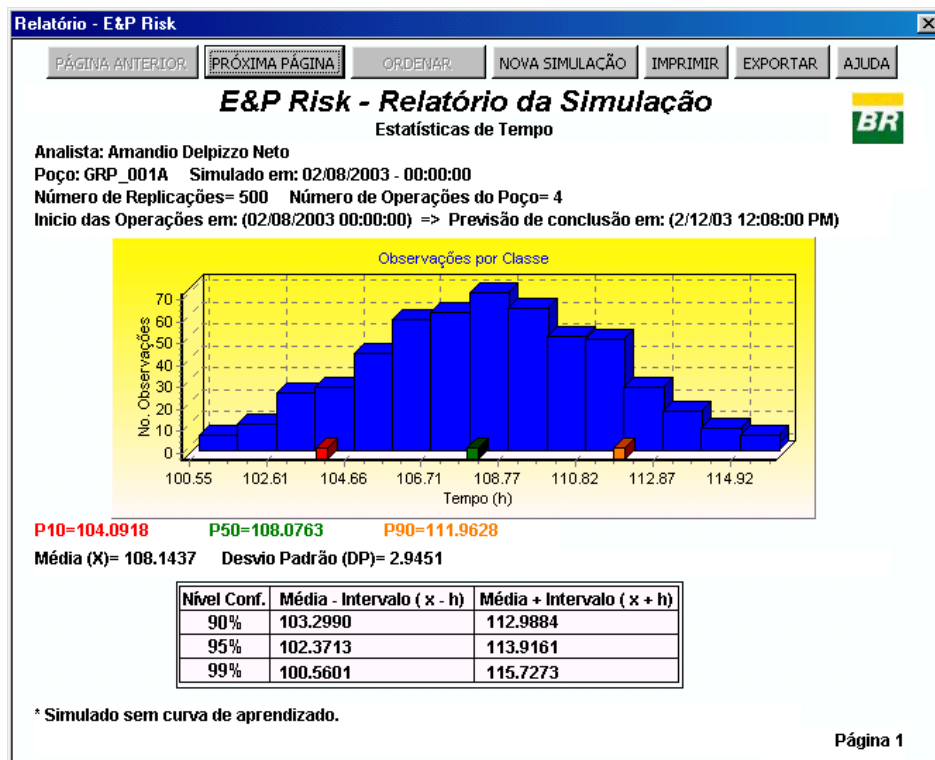 Relatório - E&P Risk
PÁGINA ANTERIOR PRÓXIMA PÁGINA ORDENAR NOVA SIMULAÇÃO IMPRIMIR EXPORTAR AJUDA
E&P Risk - Relatório da Simulação
BR
Estatísticas de Tempo
Analista: Amandio Delpizzo Neto
Poço: GRP_001A Simulado em: 02/08/2003 - 00:00:00
Número de Replicações= 500 Número de Operações do Poço= 4
Inicio das Operações em: (02/08/2003 00:00:00) => Previsão de conclusão em: (2/12/03 12:08:00 PM)
Observações por Classe
No. Observações
70
60
50
40
30
20
10
0
100.55 102.61 104.66 106.71 108.77 110.82 112.87 114.92
Tempo (h)
P10=104.0918 P50=108.0763 P90=111.9628
Média (X)= 108.1437 Desvio Padrão (DP)= 2.9451
Nível Conf. Média - Intervalo ( x - h) Média + Intervalo ( x + h)
90% 103.2990 112.9884
95% 102.3713 113.9161
99% 100.5601 115.7273
* Simulado sem curva de aprendizado.
Página 1